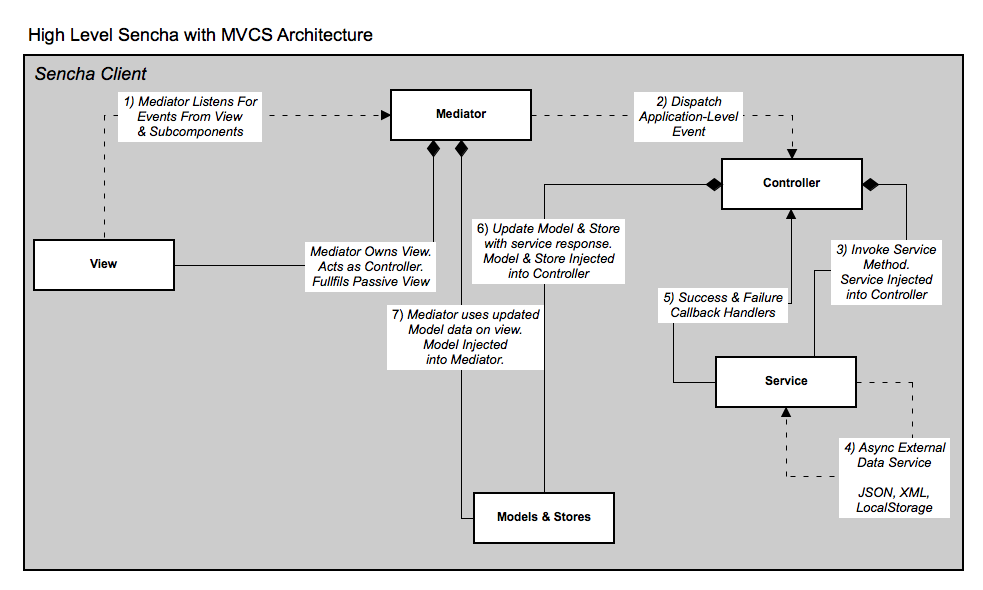 High Level Sencha with MVCS Architecture
Sencha Client
1) Mediator Listens For
Events From View
& Subcomponents
Mediator
2) Dispatch
Application-Level
Event
Controller
View
Mediator Owns View.
Acts as Controller.
Fullfils Passive View
6) Update Model & Store
with service response.
Model & Store Injected
into Controller
3) Invoke Service
Method.
Service Injected
into Controller
5) Success & Failure
Callback Handlers
7) Mediator uses updated
Model data on view.
Model Injected
into Mediator.
Service
4) Async External
Data Service
JSON, XML,
LocalStorage
Models & Stores